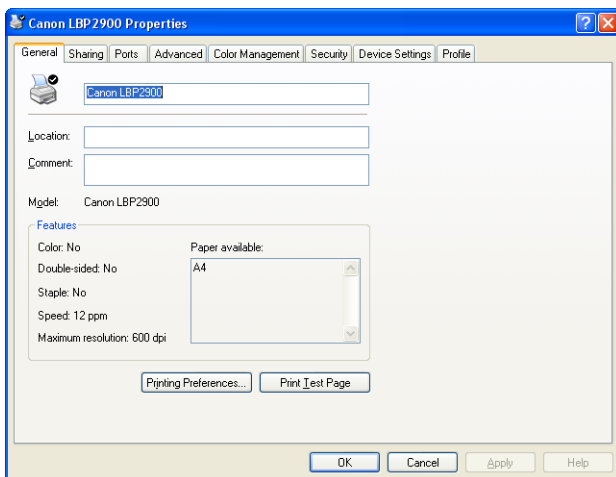 Canon LBP2900 Properties
General Sharing Ports Advanced Color Management Security Device Settings Profile
Canon LBP2900
Location:
Comment:
Model: Canon LBP2900
Features
Color: No Paper available:
Double-sided: No A4
Staple: No
Speed: 12 ppm
Maximum resolution: 600 dpi
Printing Preferences... Print Test Page
OK Cancel Apply Help